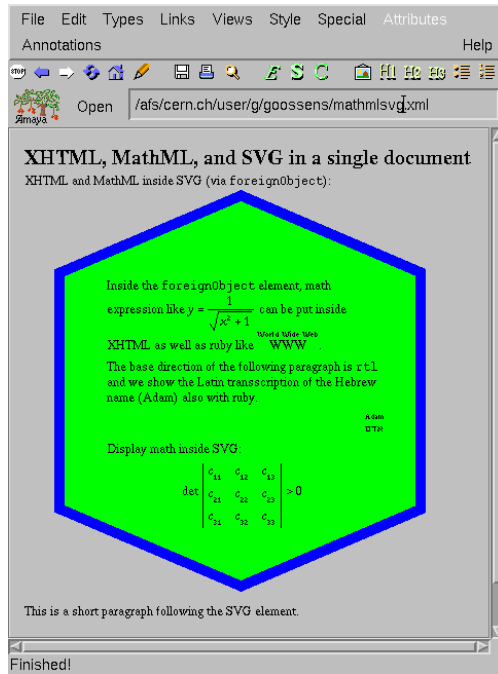 File Edit Types Links Views Style Special Attributes
Annotations Help
STOP! E S C H1 H2 H3
Amaya Open /afs/cern.ch/user/g/goossens/mathmlsvg.xml
XHTML, MathML, and SVG in a single document
XHTML and MathML inside SVG (via foreignObject):
Inside the foreignObject element, math
expression like y = 1/√(x² + 1) can be put inside
World Wide Web
XHTML as well as ruby like WWW .
The base direction of the following paragraph is rtl
and we show the Latin transscription of the Hebrew
name (Adam) also with ruby.
Adam
אדם
Display math inside SVG:
c₁₁ c₁₂ c₁₃
det c₂₁ c₂₂ c₂₃ > 0
c₃₁ c₃₂ c₃₃
This is a short paragraph following the SVG element.
Finished!